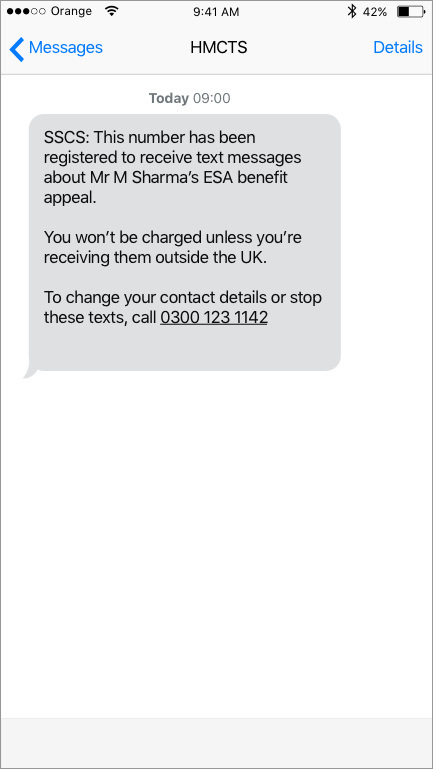 Orange 9:41 AM 42%
Messages HMCTS Details
Today 09:00
SSCS: This number has been
registered to receive text messages
about Mr M Sharma’s ESA benefit
appeal.
You won’t be charged unless you’re
receiving them outside the UK.
To change your contact details or stop
these texts, call 0300 123 1142